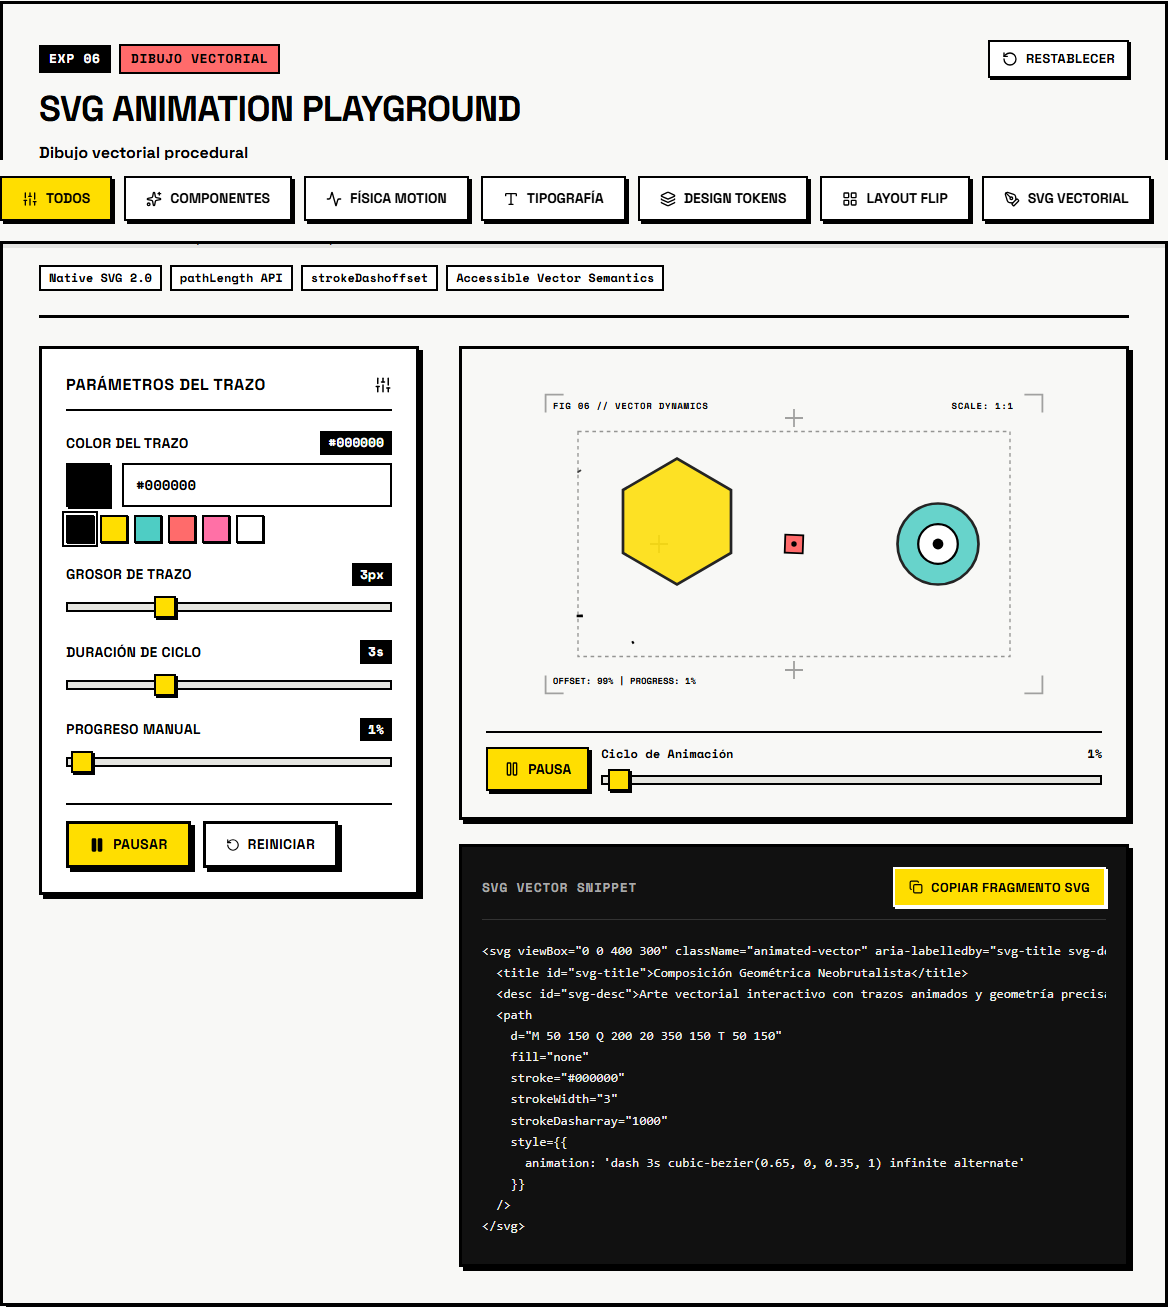 EXP 06
DIBUJO VECTORIAL
RESTABLECER
SVG ANIMATION PLAYGROUND
Dibujo vectorial procedural
TODOS
COMPONENTES
FÍSICA MOTION
TIPOGRAFÍA
DESIGN TOKENS
LAYOUT FLIP
SVG VECTORIAL
Native SVG 2.0
pathLength API
strokeDashoffset
Accessible Vector Semantics
PARÁMETROS DEL TRAZO
COLOR DEL TRAZO
#000000
#000000
GROSOR DE TRAZO
3px
DURACIÓN DE CICLO
3s
PROGRESO MANUAL
1%
PAUSAR
REINICIAR
FIG 06 // VECTOR DYNAMICS
SCALE: 1:1
OFFSET: 99% | PROGRESS: 1%
PAUSA
Ciclo de Animación
1%
SVG VECTOR SNIPPET
COPIAR FRAGMENTO SVG
<svg viewBox="0 0 400 300" className="animated-vector" aria-labelledby="svg-title svg-d
<title id="svg-title">Composición Geométrica Neobrutalista</title>
<desc id="svg-desc">Arte vectorial interactivo con trazos animados y geometría precis
<path
d="M 50 150 Q 200 20 350 150 T 50 150"
fill="none"
stroke="#000000"
strokeWidth="3"
strokeDasharray="1000"
style={{
animation: 'dash 3s cubic-bezier(0.65, 0, 0.35, 1) infinite alternate'
}}
/>
</svg>